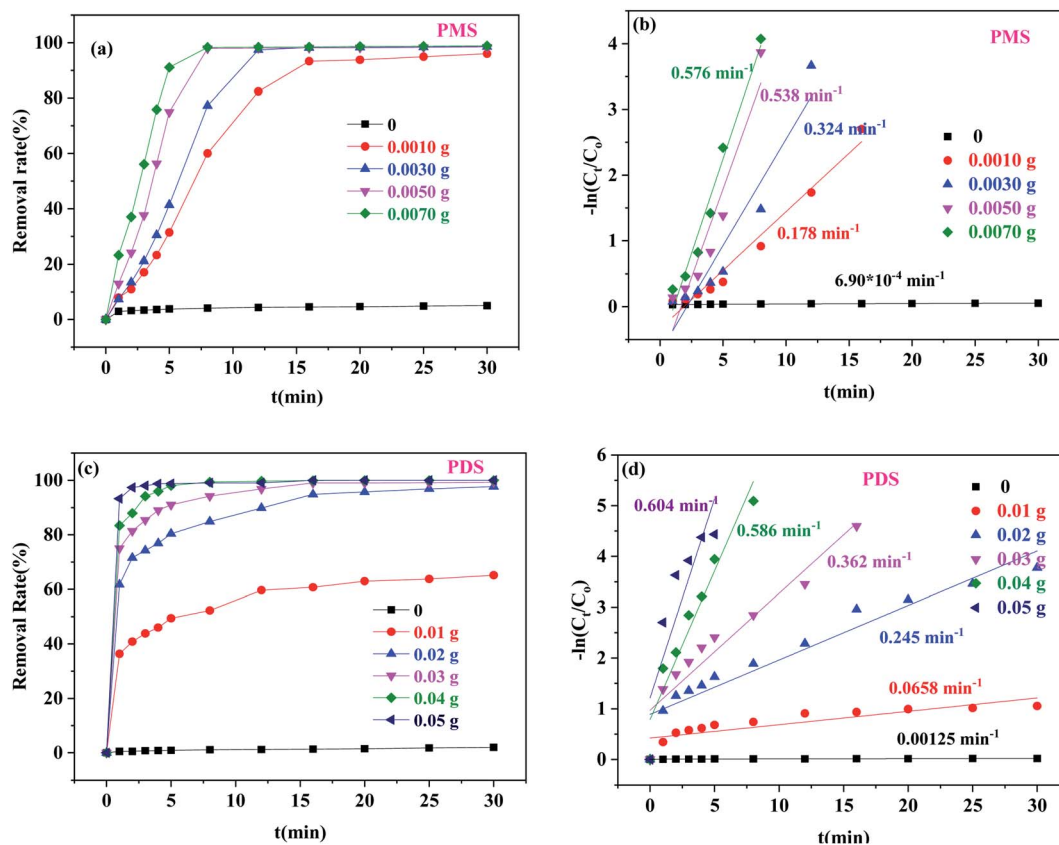 (a)
PMS
Removal rate(%)
100
80
60
40
20
0
0
0.0010 g
0.0030 g
0.0050 g
0.0070 g
0 5 10 15 20 25 30
t(min)
(b)
PMS
-ln(Cₜ/Cₒ)
-4
-3
-2
-1
0
0.576 min⁻¹
0.538 min⁻¹
0.324 min⁻¹
0.178 min⁻¹
6.90*10⁻⁴ min⁻¹
0
0.0010 g
0.0030 g
0.0050 g
0.0070 g
0 5 10 15 20 25 30
t(min)
(c)
PDS
Removal Rate(%)
100
80
60
40
20
0
0
0.01 g
0.02 g
0.03 g
0.04 g
0.05 g
0 5 10 15 20 25 30
t(min)
(d)
PDS
-ln(Cₜ/Cₒ)
6
5
4
3
2
1
0
0.604 min⁻¹
0.586 min⁻¹
0.362 min⁻¹
0.245 min⁻¹
0.0658 min⁻¹
0.00125 min⁻¹
0
0.01 g
0.02 g
0.03 g
0.04 g
0.05 g
0 5 10 15 20 25 30
t(min)